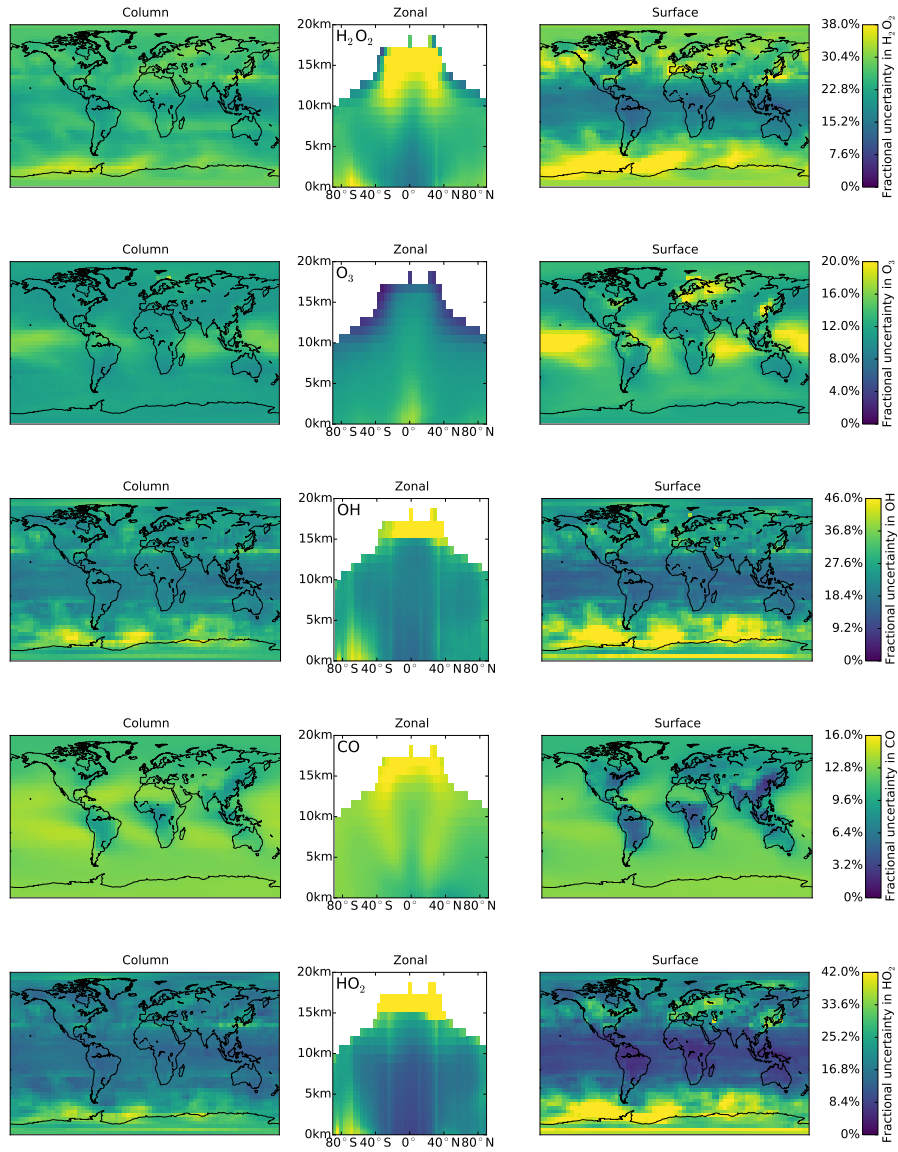 Column Zonal Surface
20km H₂O₂ 38.0%
15km 30.4%
10km 22.8%
5km 15.2%
0km 7.6%
80°S 40°S 0° 40°N 80°N 0%
Fractional uncertainty in H₂O₂
Column Zonal Surface
20km O₃ 20.0%
15km 16.0%
10km 12.0%
5km 8.0%
0km 4.0%
80°S 40°S 0° 40°N 80°N 0%
Fractional uncertainty in O₃
Column Zonal Surface
20km OH 46.0%
15km 36.8%
10km 27.6%
5km 18.4%
0km 9.2%
80°S 40°S 0° 40°N 80°N 0%
Fractional uncertainty in OH
Column Zonal Surface
20km CO 16.0%
15km 12.8%
10km 9.6%
5km 6.4%
0km 3.2%
80°S 40°S 0° 40°N 80°N 0%
Fractional uncertainty in CO
Column Zonal Surface
20km HO₂ 42.0%
15km 33.6%
10km 25.2%
5km 16.8%
0km 8.4%
80°S 40°S 0° 40°N 80°N 0%
Fractional uncertainty in HO₂